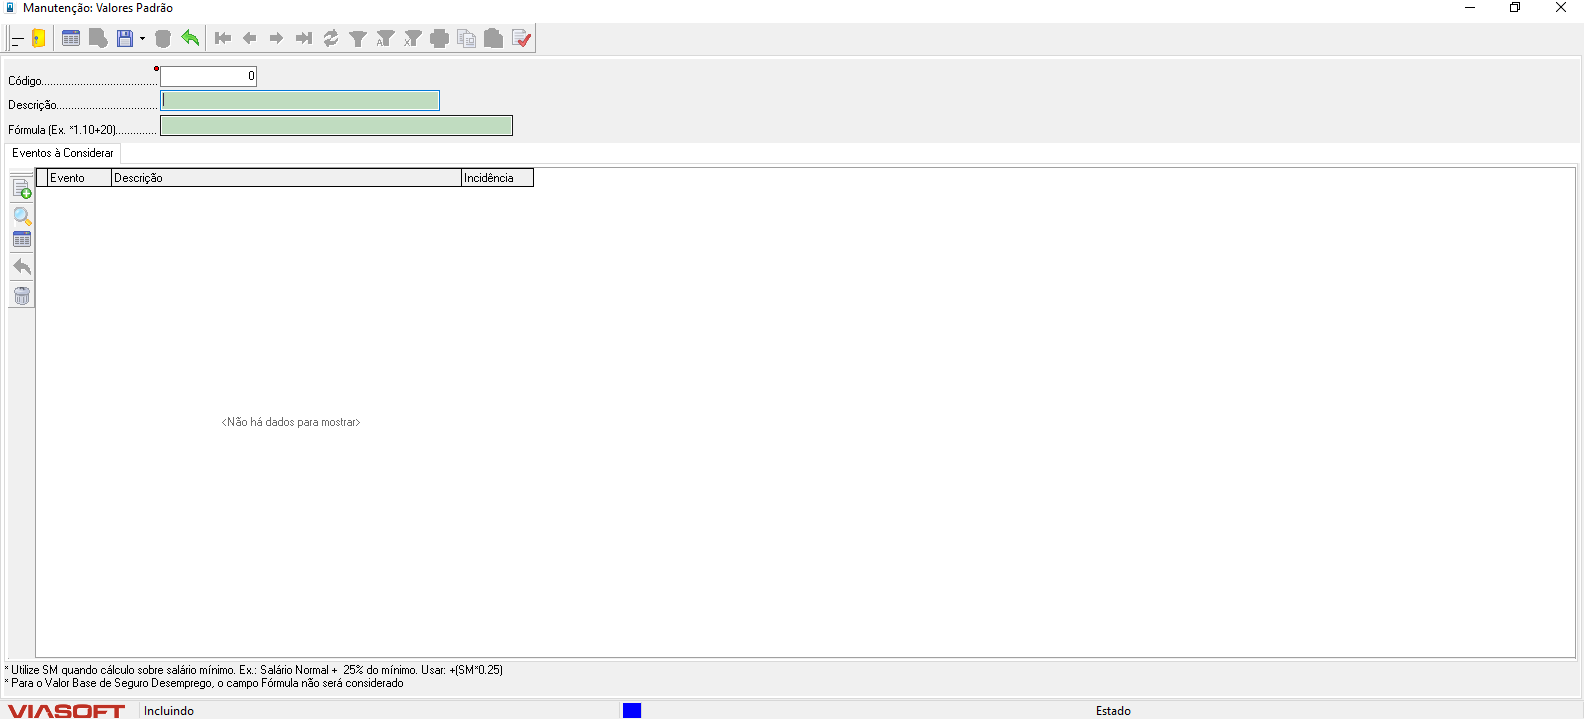 Manutenção: Valores Padrão
Código.......................................
0
Descrição..................................
Fórmula (Ex. *1.10+20)..............
Eventos à Considerar
Evento Descrição Incidência
<Não há dados para mostrar>
* Utilize SM quando cálculo sobre salário mínimo. Ex.: Salário Normal +  25% do mínimo. Usar: +(SM*0.25)
* Para o Valor Base de Seguro Desemprego, o campo Fórmula não será considerado
VIASOFT Incluindo Estado